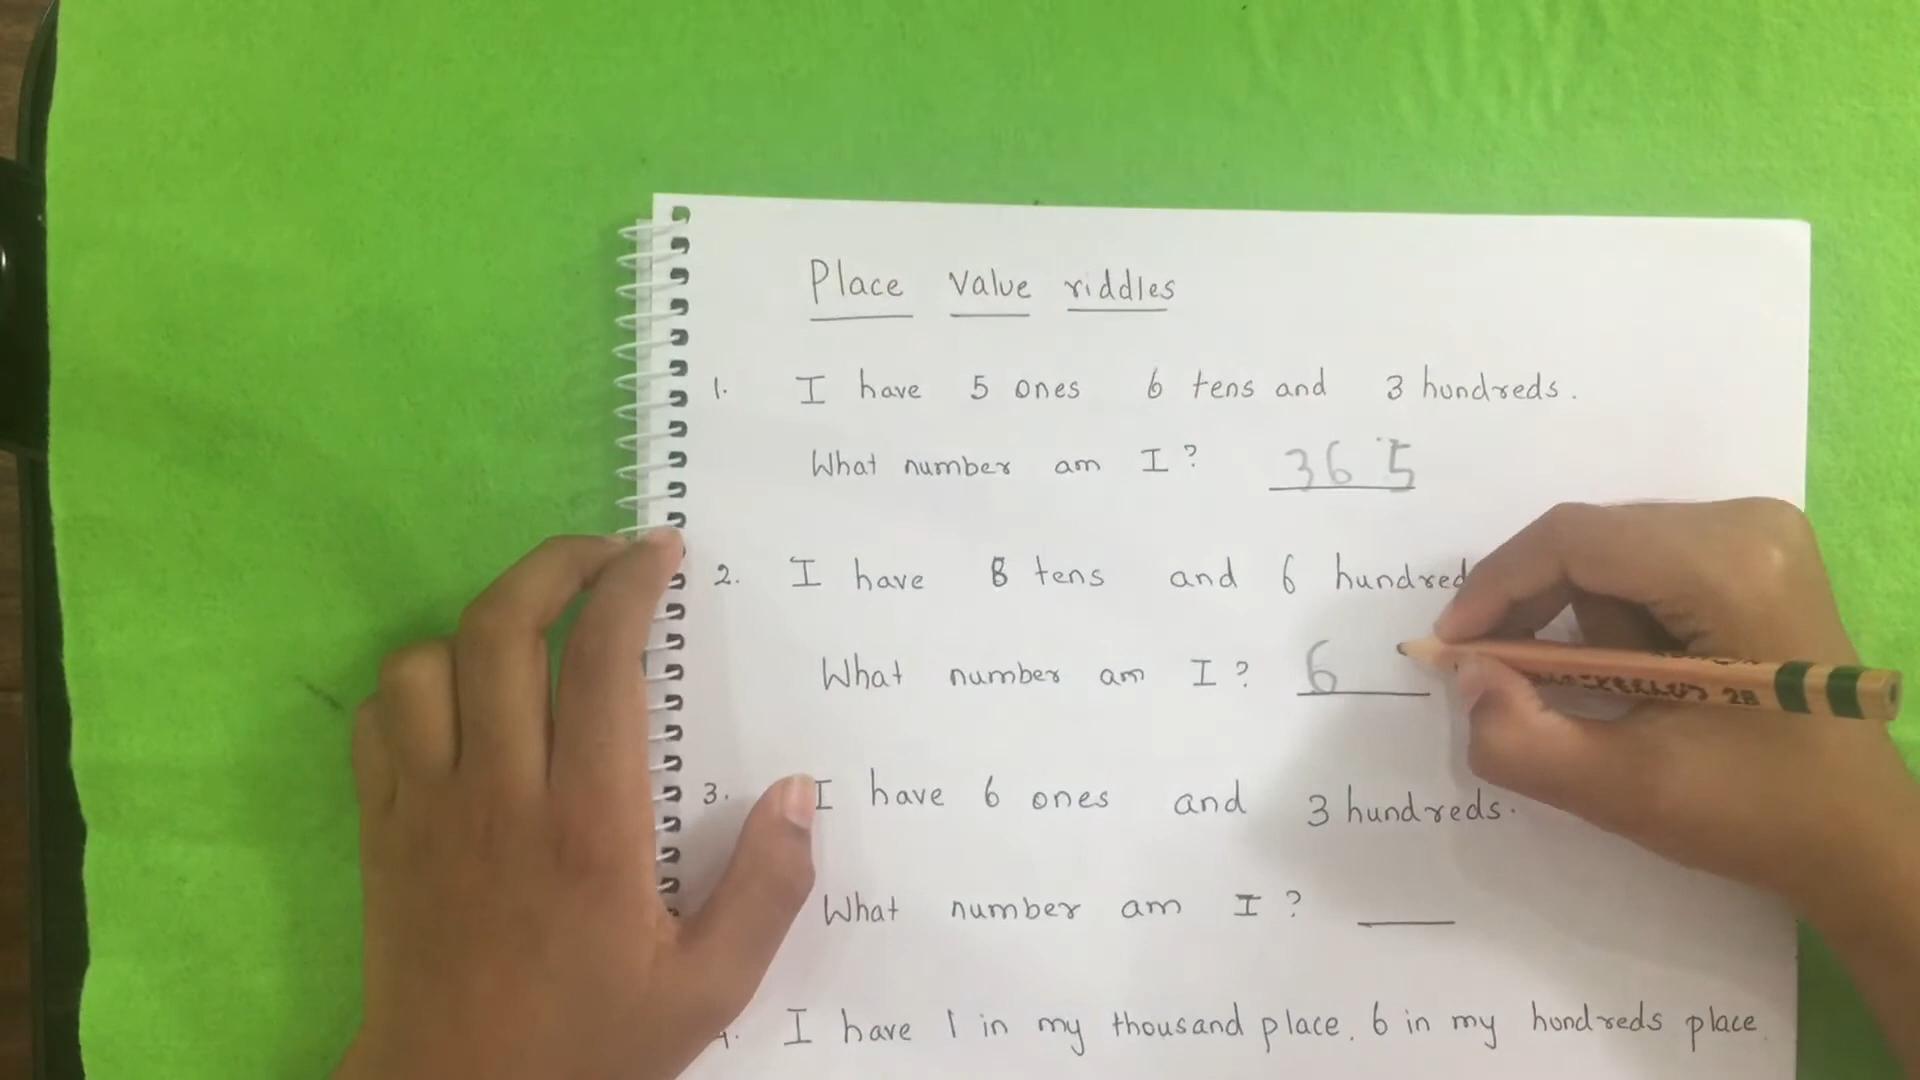 Place Value riddles
1. I have 5 ones 6 tens and 3 hundreds.
What number am I? 365
2. I have 8 tens and 6 hundred
What number am I? 6
3. I have 6 ones and 3 hundreds.
What number am I?
4. I have 1 in my thousand place. 6 in my hundreds place
2B